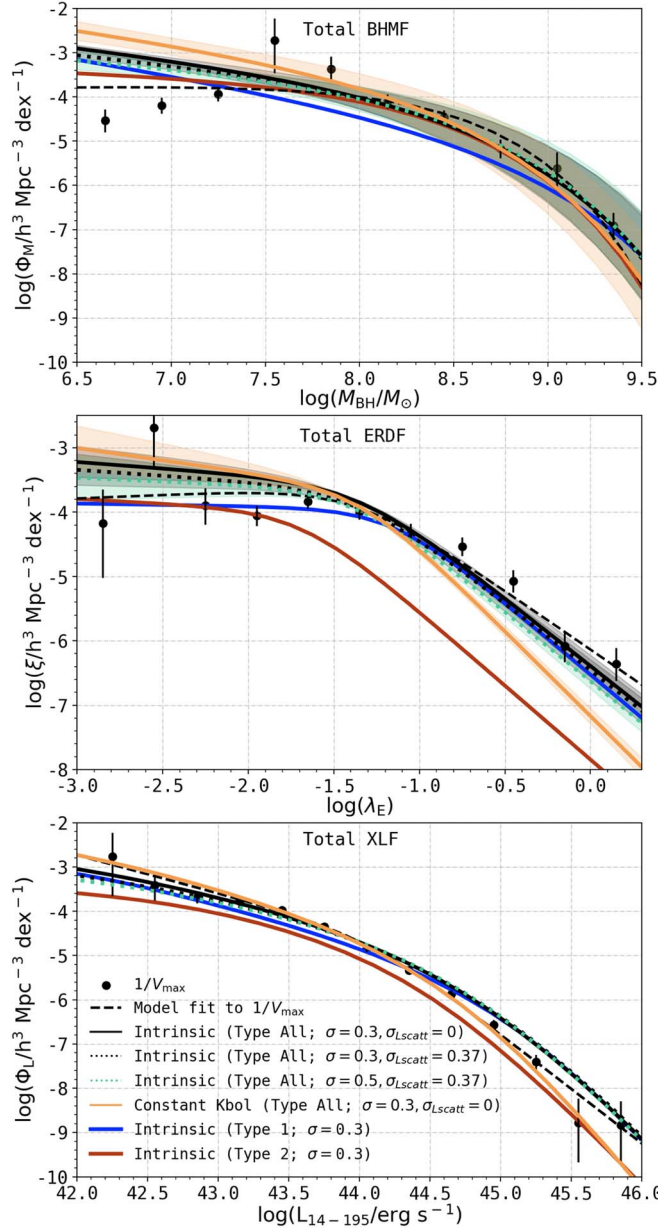 Total BHMF
log(Φ_M/h³ Mpc⁻³ dex⁻¹)
-2
-3
-4
-5
-6
-7
-8
-9
-10
6.5 7.0 7.5 8.0 8.5 9.0 9.5
log(M_BH/M_⊙)
Total ERDF
log(ξ/h³ Mpc⁻³ dex⁻¹)
-3
-4
-5
-6
-7
-8
-3.0 -2.5 -2.0 -1.5 -1.0 -0.5 0.0
log(λ_E)
Total XLF
log(Φ_L/h³ Mpc⁻³ dex⁻¹)
-2
-3
-4
-5
-6
-7
-8
-9
-10
1/V_max
Model fit to 1/V_max
Intrinsic (Type All; σ = 0.3, σ_Lscatt = 0)
Intrinsic (Type All; σ = 0.3, σ_Lscatt = 0.37)
Intrinsic (Type All; σ = 0.5, σ_Lscatt = 0.37)
Constant Kbol (Type All; σ = 0.3, σ_Lscatt = 0)
Intrinsic (Type 1; σ = 0.3)
Intrinsic (Type 2; σ = 0.3)
42.0 42.5 43.0 43.5 44.0 44.5 45.0 45.5 46.0
log(L_14−195/erg s⁻¹)